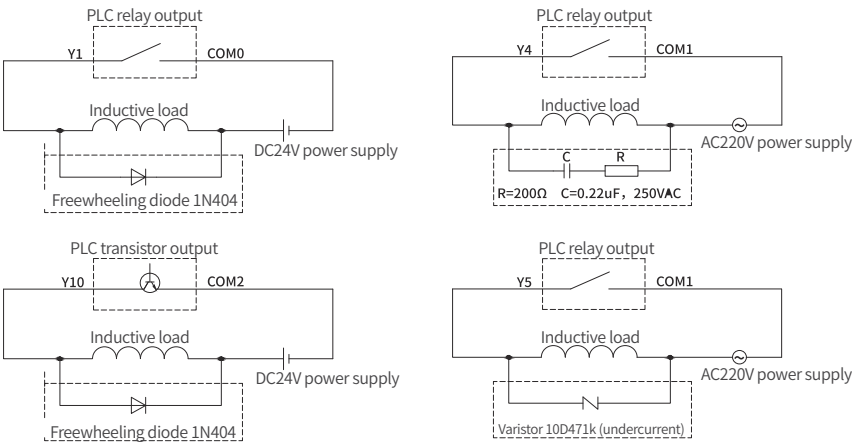 PLC relay output
Y1
COM0
Inductive load
DC24V power supply
Freewheeling diode 1N404
PLC relay output
Y4
COM1
Inductive load
AC220V power supply
C
R
R=200Ω C=0.22uF, 250VAC
PLC transistor output
Y10
COM2
Inductive load
DC24V power supply
Freewheeling diode 1N404
PLC relay output
Y5
COM1
Inductive load
AC220V power supply
Varistor 10D471k (undercurrent)